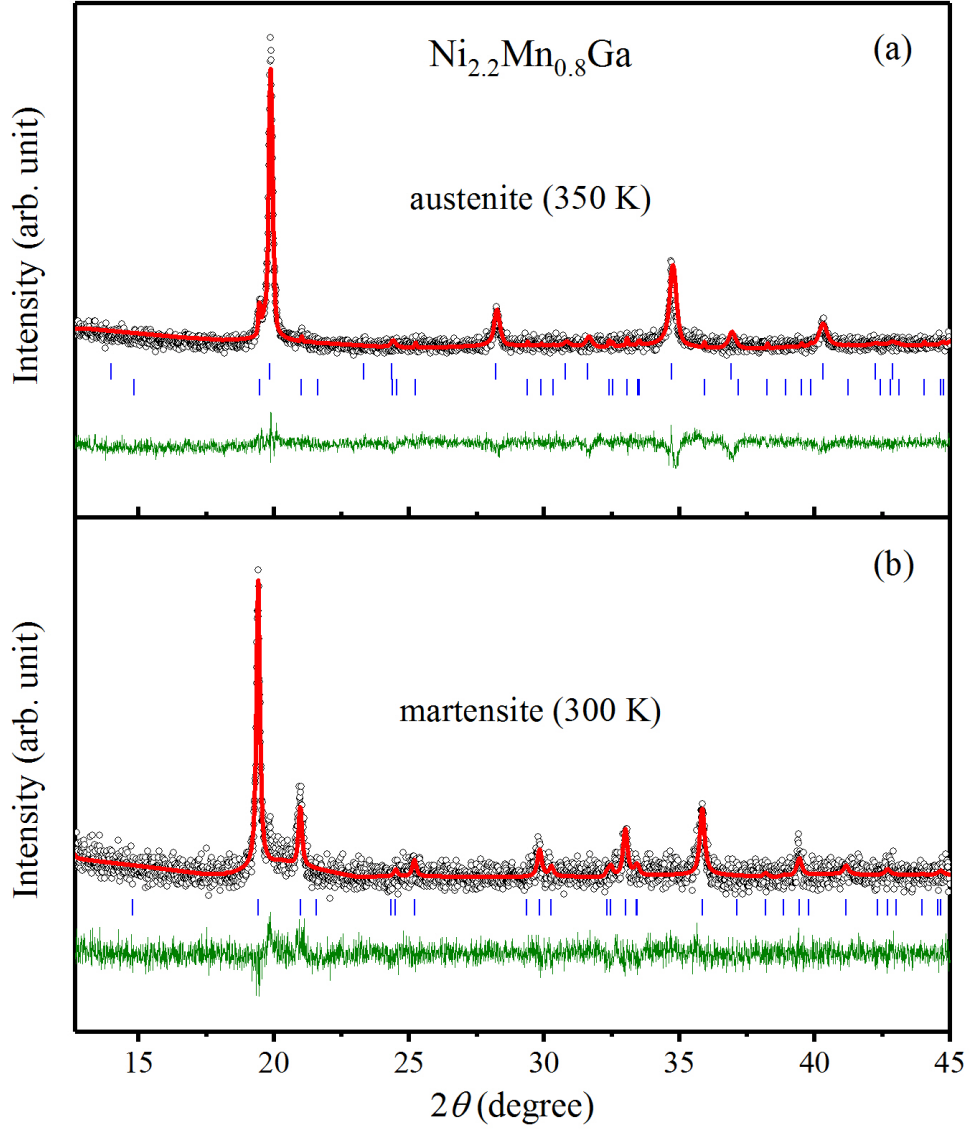 Ni2.2Mn0.8Ga
(a)
austenite (350 K)
Intensity (arb. unit)
(b)
martensite (300 K)
Intensity (arb. unit)
15 20 25 30 35 40 45
2θ (degree)